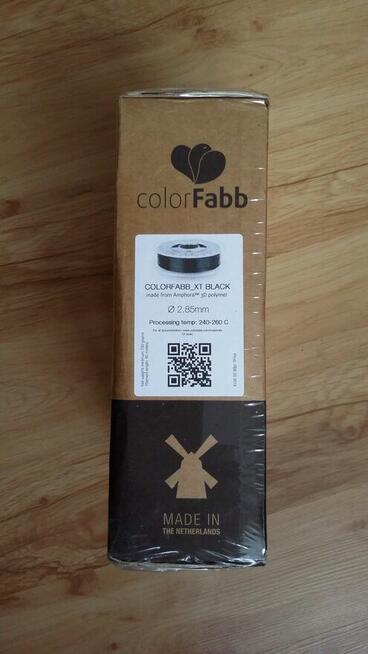 colorFabb
COLORFABB_XT BLACK
made from Amphora™ 3D polymer
Ø 2.85mm
Processing temp: 240-260 C
MADE IN
THE NETHERLANDS